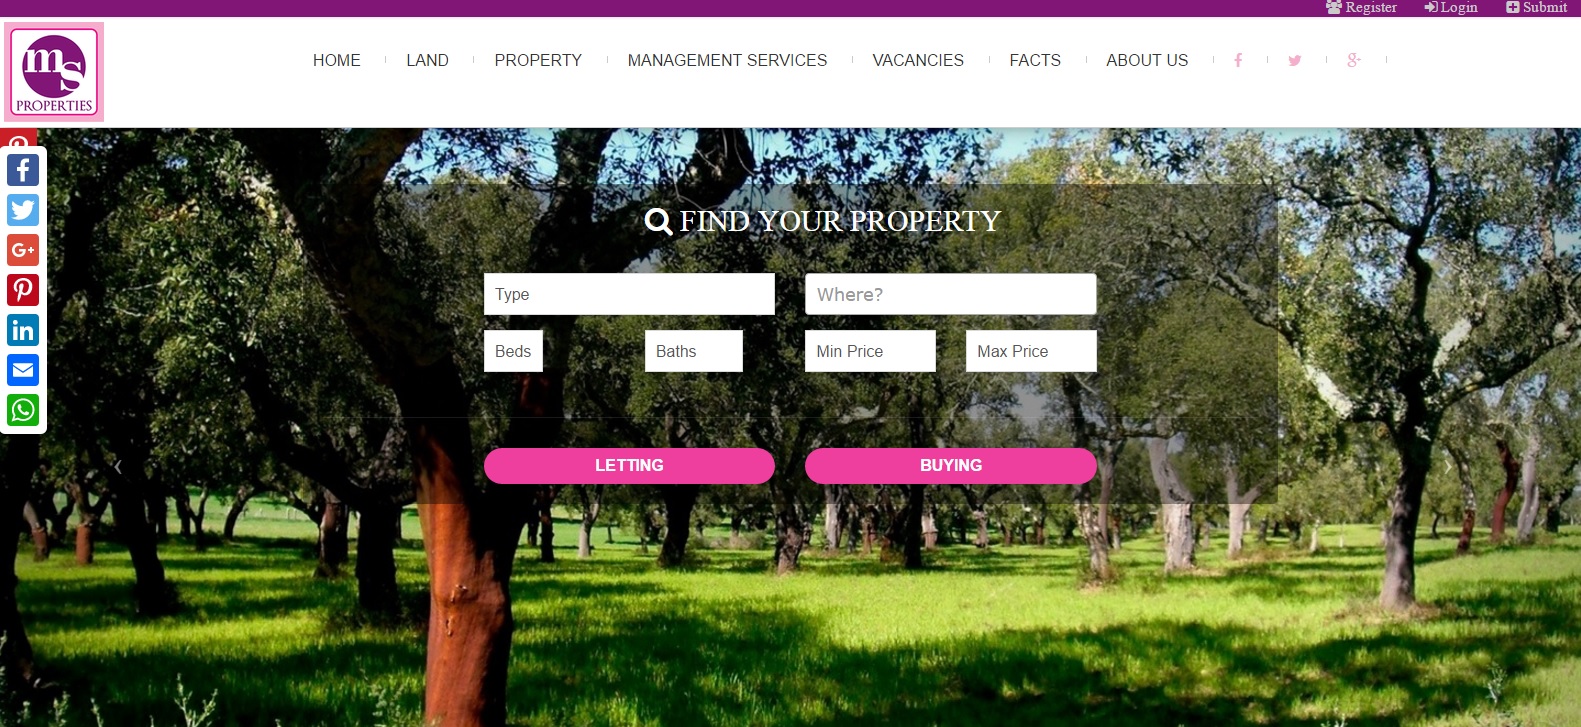 Register Login Submit
ms
PROPERTIES
HOME LAND PROPERTY MANAGEMENT SERVICES VACANCIES FACTS ABOUT US
FIND YOUR PROPERTY
Type Where?
Beds Baths Min Price Max Price
LETTING BUYING